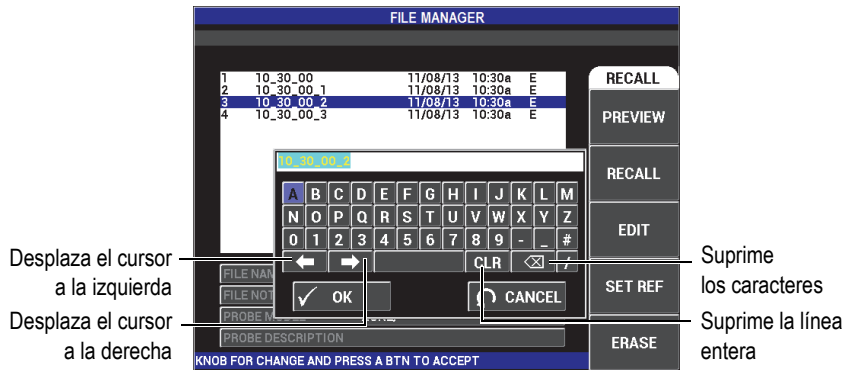 FILE MANAGER
1 10_30_00 11/08/13 10:30a E
2 10_30_00_1 11/08/13 10:30a E
3 10_30_00_2 11/08/13 10:30a E
4 10_30_00_3 11/08/13 10:30a E
RECALL
PREVIEW
RECALL
EDIT
SET REF
ERASE
10_30_00_2
A B C D E F G H I J K L M
N O P Q R S T U V W X Y Z
0 1 2 3 4 5 6 7 8 9 - _ #
CLR /
OK
CANCEL
FILE
FILE
PROBE
PROBE DESCRIPTION
KNOB FOR CHANGE AND PRESS A BTN TO ACCEPT
Desplaza el cursor
a la izquierda
Desplaza el cursor
a la derecha
Suprime
los caracteres
Suprime la línea
entera